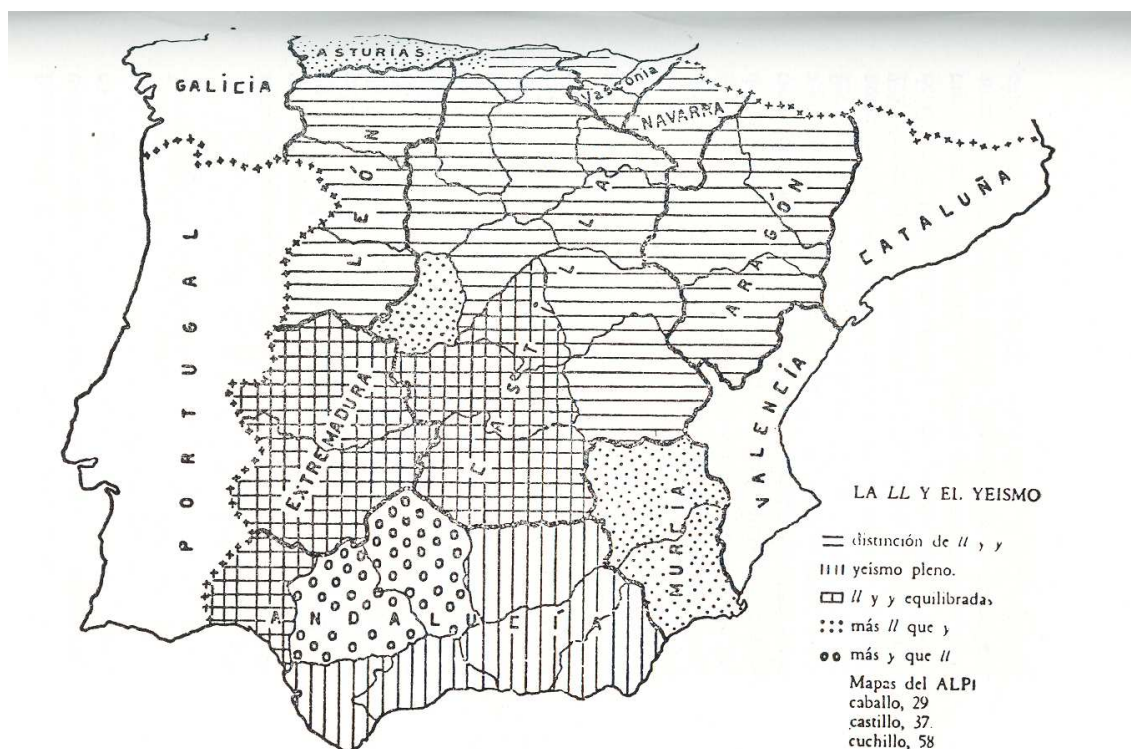 ASTURIAS
GALICIA
Vasconia
NAVARRA
LEÓN
CAST.LLA
ARAGÓN
CATALUÑA
PORTUGAL
EXTREMADURA
VALENCIA
MURCIA
ANDALUCÍA
LA LL Y EL YEISMO
distinción de ll y y
yeismo pleno.
ll y y equilibradas
más ll que y
más y que ll
Mapas del ALPI
caballo, 29
castillo, 37.
cuchillo, 58